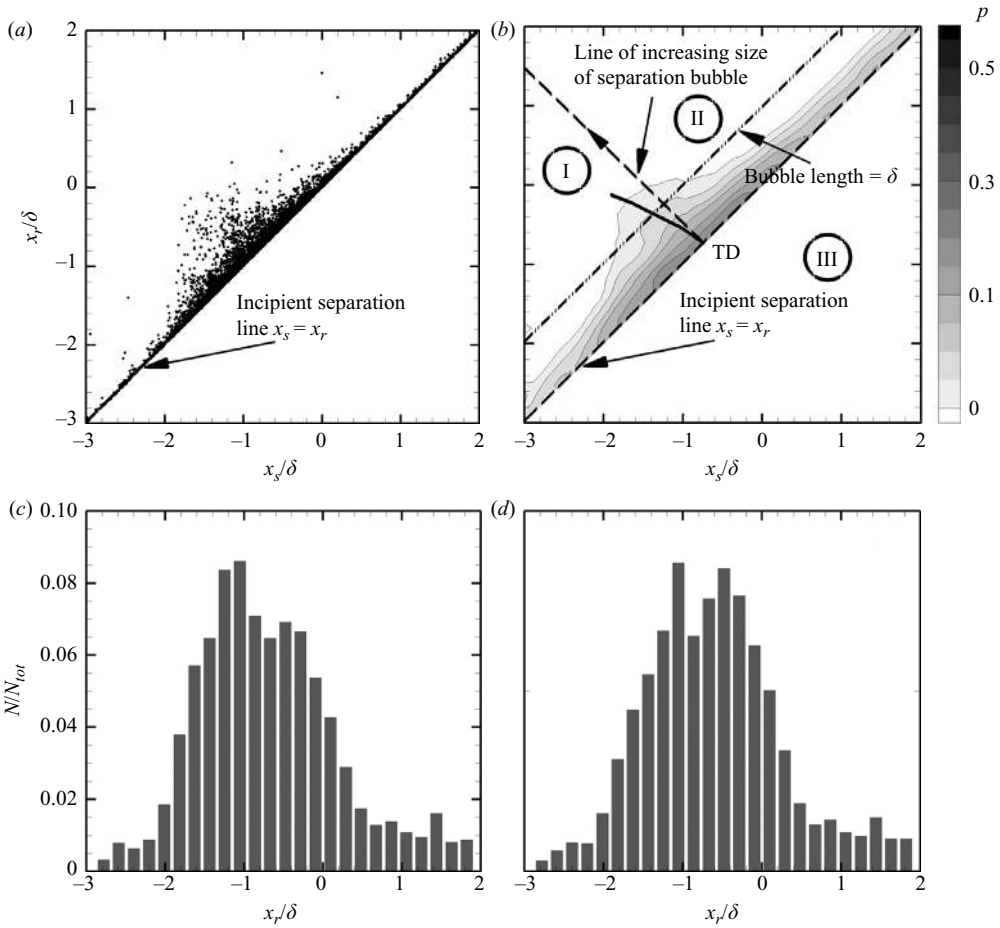 (a)
2
1
0
−1
−2
−3
x_r/δ
Incipient separation
line x_s = x_r
−3
−2
−1
0
1
2
x_s/δ
(b)
Line of increasing size
of separation bubble
I
II
III
Bubble length = δ
TD
Incipient separation
line x_s = x_r
−3
−2
−1
0
1
2
x_s/δ
p
0.5
0.3
0.1
0
(c)
0.10
0.08
0.06
0.04
0.02
0
N/N_tot
−3
−2
−1
0
1
2
x_r/δ
(d)
−3
−2
−1
0
1
2
x_r/δ